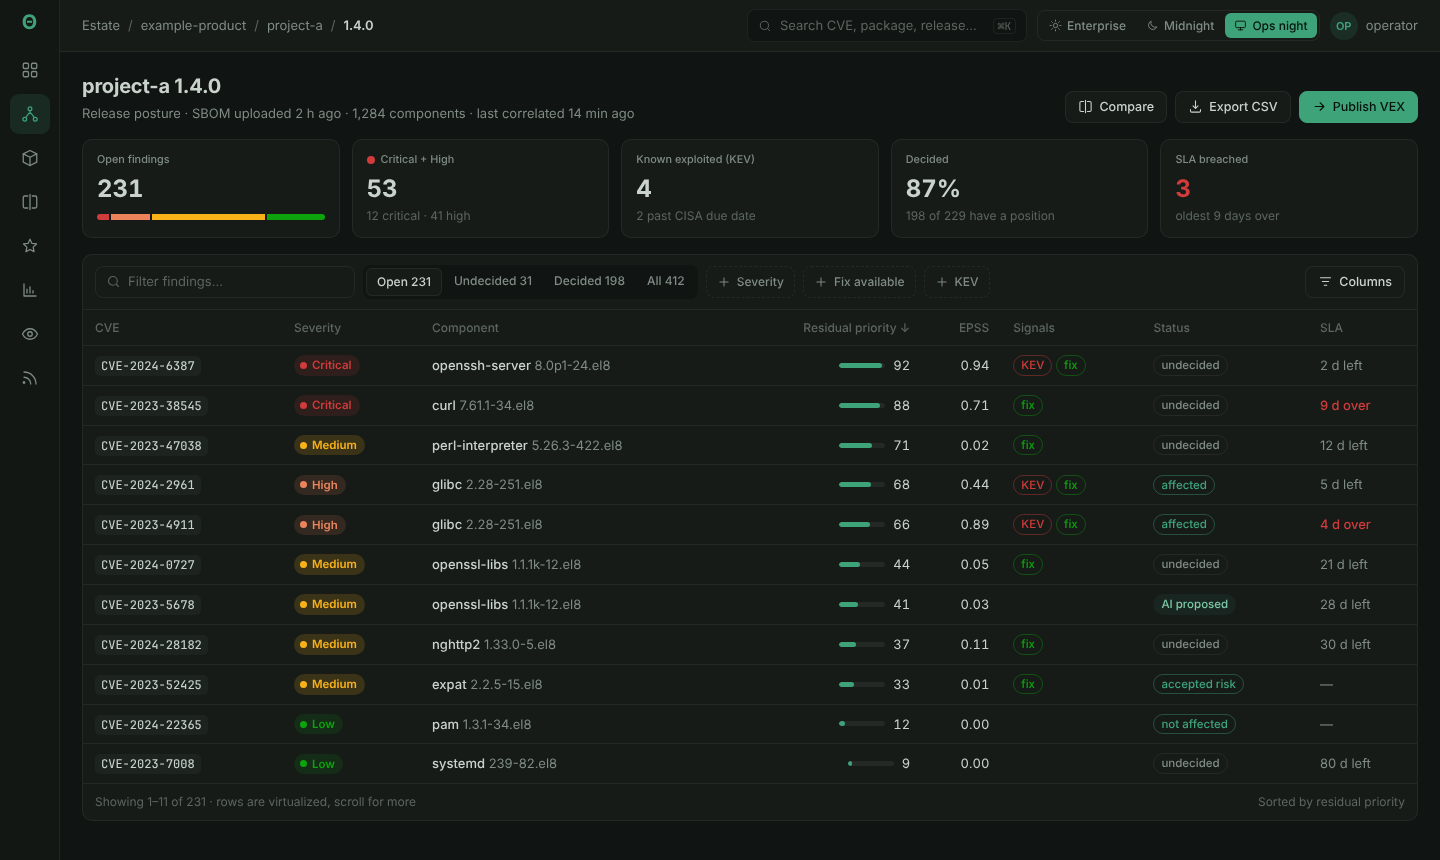 Estate / example-product / project-a / 1.4.0
Search CVE, package, release... ⌘K
Enterprise Midnight Ops night
OP operator
project-a 1.4.0
Release posture · SBOM uploaded 2 h ago · 1,284 components · last correlated 14 min ago
Compare Export CSV Publish VEX
Open findings
231
Critical + High
53
12 critical · 41 high
Known exploited (KEV)
4
2 past CISA due date
Decided
87%
198 of 229 have a position
SLA breached
3
oldest 9 days over
Filter findings... Open 231 Undecided 31 Decided 198 All 412 + Severity + Fix available + KEV Columns
CVE Severity Component Residual priority ↓ EPSS Signals Status SLA
CVE-2024-6387 Critical openssh-server 8.0p1-24.el8 92 0.94 KEV fix undecided 2 d left
CVE-2023-38545 Critical curl 7.61.1-34.el8 88 0.71 fix undecided 9 d over
CVE-2023-47038 Medium perl-interpreter 5.26.3-422.el8 71 0.02 fix undecided 12 d left
CVE-2024-2961 High glibc 2.28-251.el8 68 0.44 KEV fix affected 5 d left
CVE-2023-4911 High glibc 2.28-251.el8 66 0.89 KEV fix affected 4 d over
CVE-2024-0727 Medium openssl-libs 1.1.1k-12.el8 44 0.05 fix undecided 21 d left
CVE-2023-5678 Medium openssl-libs 1.1.1k-12.el8 41 0.03 AI proposed 28 d left
CVE-2024-28182 Medium nghttp2 1.33.0-5.el8 37 0.11 fix undecided 30 d left
CVE-2023-52425 Medium expat 2.2.5-15.el8 33 0.01 fix accepted risk —
CVE-2024-22365 Low pam 1.3.1-34.el8 12 0.00 not affected —
CVE-2023-7008 Low systemd 239-82.el8 9 0.00 undecided 80 d left
Showing 1–11 of 231 · rows are virtualized, scroll for more
Sorted by residual priority